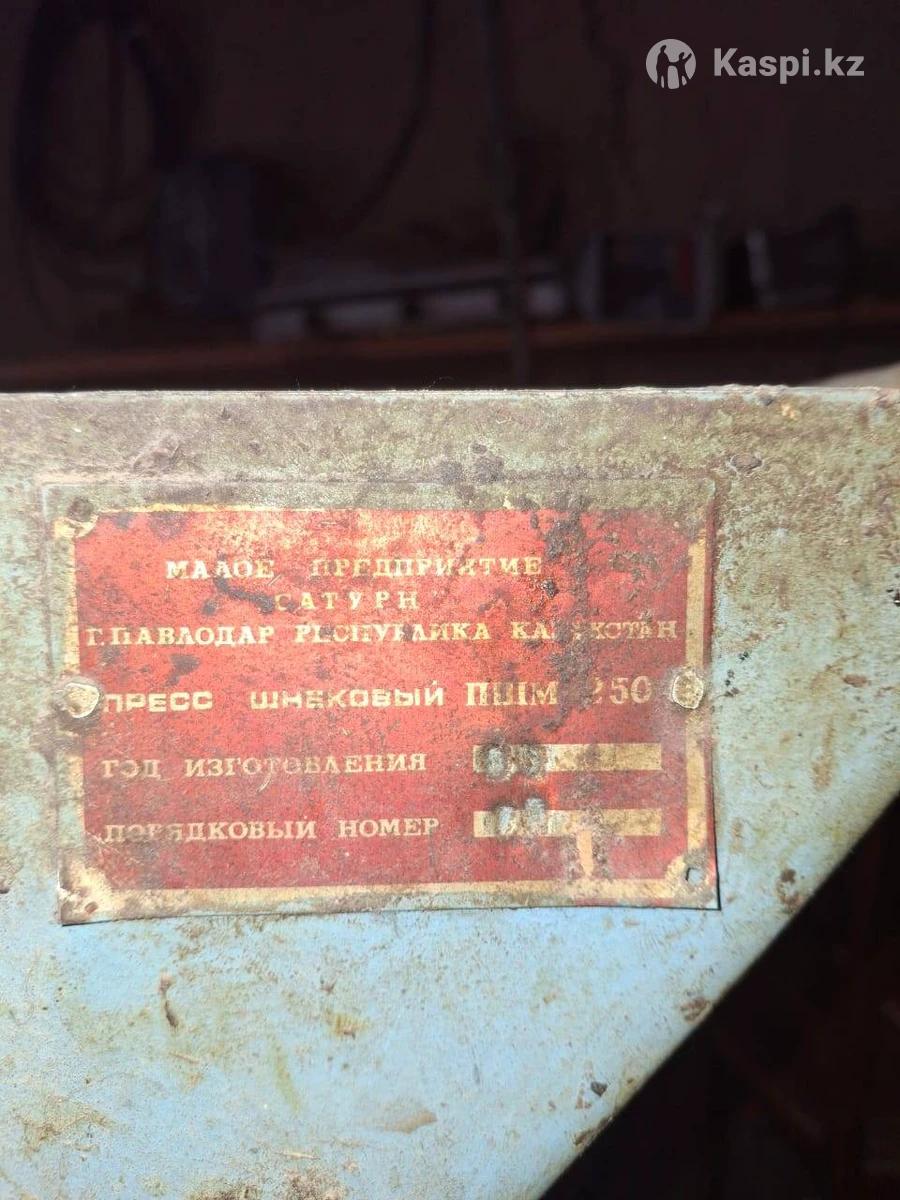 Kaspi.kz
МАЛОЕ ПРЕДПРИЯТИЕ
САТУРН
Г.ПАВЛОДАР РЕСПУБЛИКА КАЗАХСТАН
ПРЕСС ШНЕКОВЫЙ ПШМ 250
ГОД ИЗГОТОВЛЕНИЯ
ПОРЯДКОВЫЙ НОМЕР